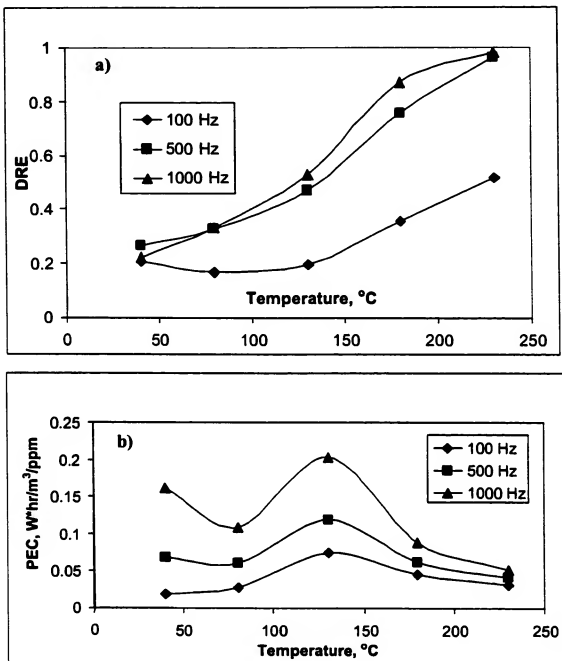 a)
1
0.8
0.6
0.4
0.2
0
DRE
100 Hz
500 Hz
1000 Hz
Temperature, °C
0 50 100 150 200 250
b)
0.25
0.2
0.15
0.1
0.05
0
PEC, W*hr/m³/ppm
100 Hz
500 Hz
1000 Hz
0 50 100 150 200 250
Temperature, °C